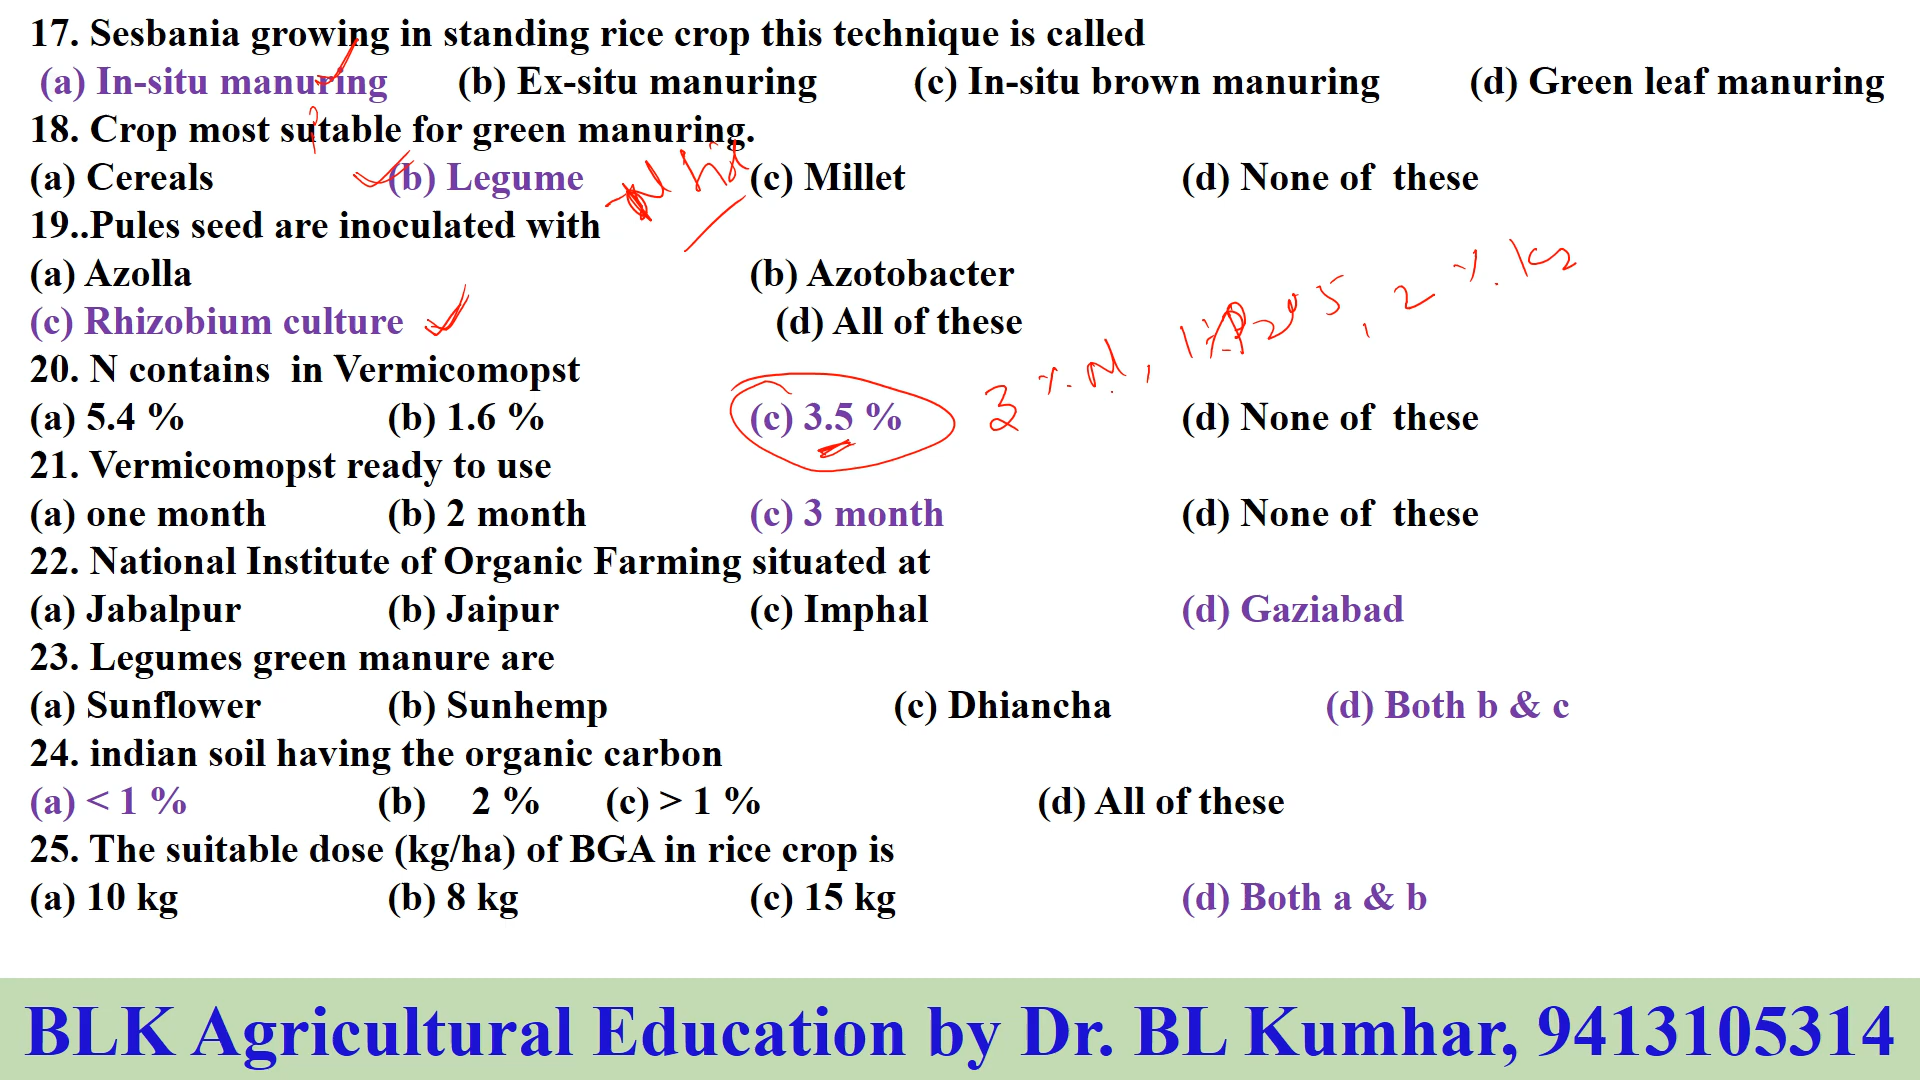 17. Sesbania growing in standing rice crop this technique is called
(a) In-situ manuring (b) Ex-situ manuring (c) In-situ brown manuring (d) Green leaf manuring
18. Crop most sutable for green manuring.
(a) Cereals (b) Legume (c) Millet (d) None of these
19..Pules seed are inoculated with
(a) Azolla (b) Azotobacter
(c) Rhizobium culture (d) All of these
20. N contains in Vermicomopst
(a) 5.4 % (b) 1.6 % (c) 3.5 % (d) None of these
21. Vermicomopst ready to use
(a) one month (b) 2 month (c) 3 month (d) None of these
22. National Institute of Organic Farming situated at
(a) Jabalpur (b) Jaipur (c) Imphal (d) Gaziabad
23. Legumes green manure are
(a) Sunflower (b) Sunhemp (c) Dhiancha (d) Both b & c
24. indian soil having the organic carbon
(a) < 1 % (b) 2 % (c) > 1 % (d) All of these
25. The suitable dose (kg/ha) of BGA in rice crop is
(a) 10 kg (b) 8 kg (c) 15 kg (d) Both a & b
BLK Agricultural Education by Dr. BL Kumhar, 9413105314